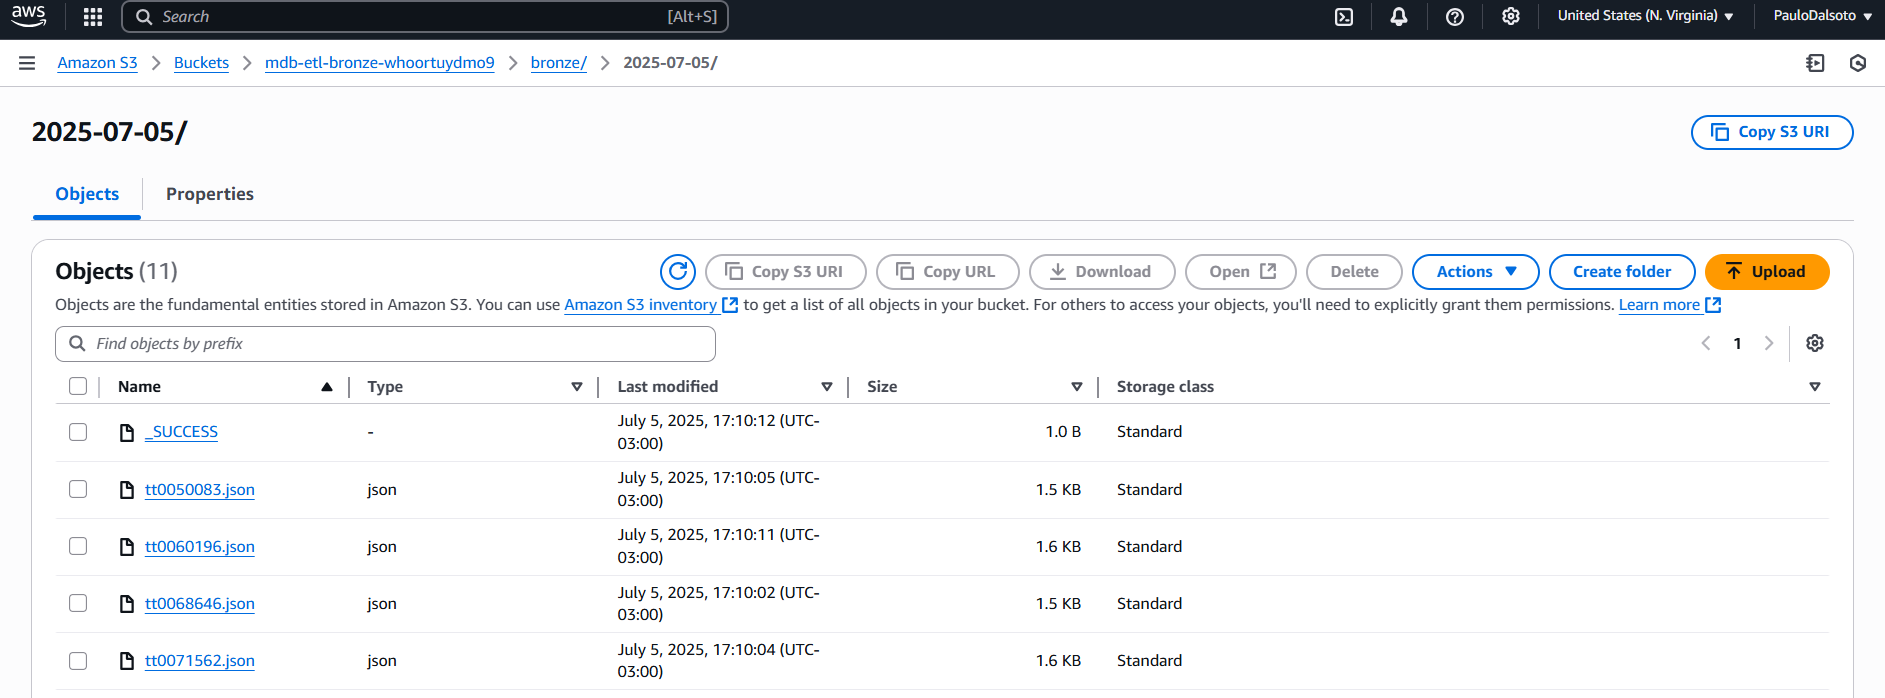 aws
Search [Alt+S] United States (N. Virginia) ▼ PauloDalsoto ▼
Amazon S3 > Buckets > mdb-etl-bronze-whoortuydmo9 > bronze/ > 2025-07-05/
2025-07-05/
Copy S3 URI
Objects Properties
Objects (11)
Copy S3 URI Copy URL Download Open Delete Actions ▼ Create folder Upload
Objects are the fundamental entities stored in Amazon S3. You can use Amazon S3 inventory to get a list of all objects in your bucket. For others to access your objects, you'll need to explicitly grant them permissions. Learn more
Find objects by prefix
< 1 >
Name Type Last modified Size Storage class
_SUCCESS - July 5, 2025, 17:10:12 (UTC-
03:00) 1.0 B Standard
tt0050083.json json July 5, 2025, 17:10:05 (UTC-
03:00) 1.5 KB Standard
tt0060196.json json July 5, 2025, 17:10:11 (UTC-
03:00) 1.6 KB Standard
tt0068646.json json July 5, 2025, 17:10:02 (UTC-
03:00) 1.5 KB Standard
tt0071562.json json July 5, 2025, 17:10:04 (UTC-
03:00) 1.6 KB Standard